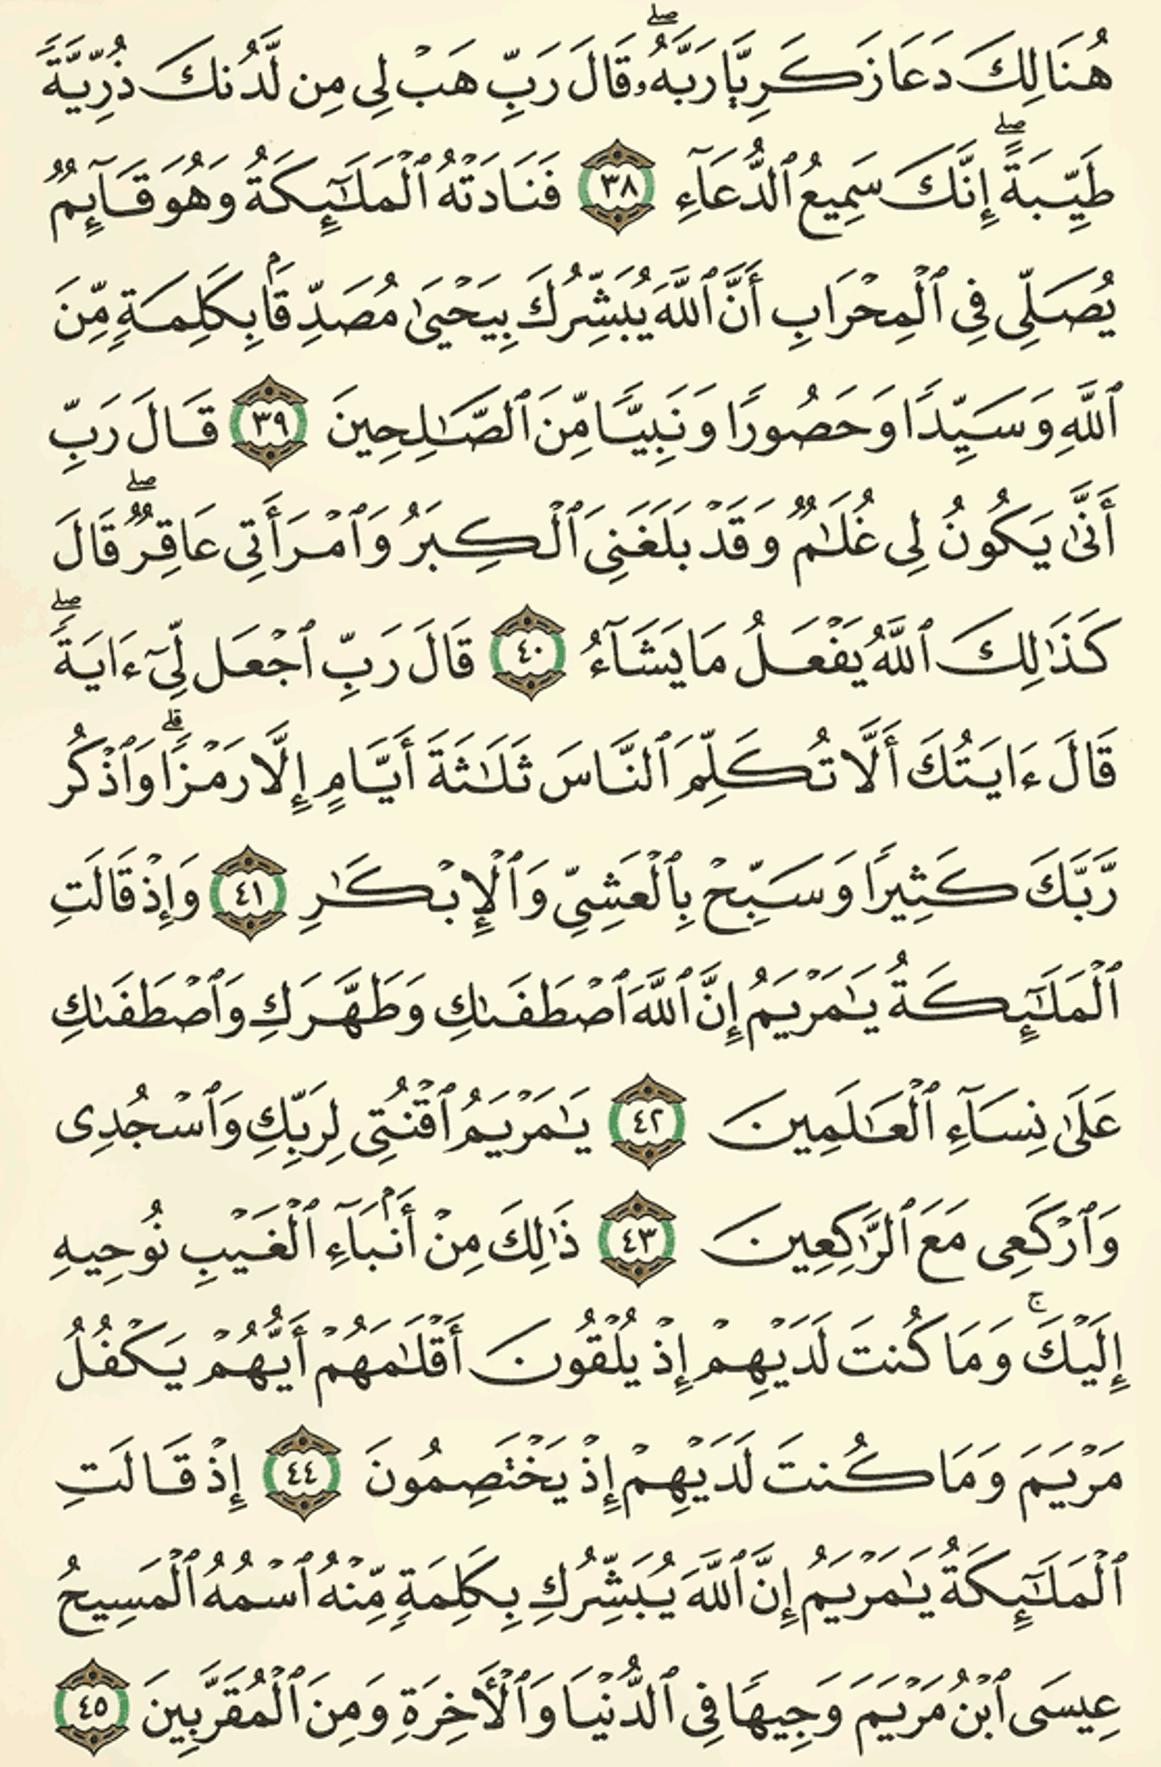 هُنَالِكَ دَعَا زَكَرِيَّا رَبَّهُۥۖ قَالَ رَبِّ هَبْ لِى مِن لَّدُنكَ ذُرِّيَّةً
طَيِّبَةًۖ إِنَّكَ سَمِيعُ ٱلدُّعَآءِ ٣٨ فَنَادَتْهُ ٱلْمَلَٰٓئِكَةُ وَهُوَ قَآئِمٌ
يُصَلِّى فِى ٱلْمِحْرَابِ أَنَّ ٱللَّهَ يُبَشِّرُكَ بِيَحْيَىٰ مُصَدِّقًۢا بِكَلِمَةٍ مِّنَ
ٱللَّهِ وَسَيِّدًا وَحَصُورًا وَنَبِيًّا مِّنَ ٱلصَّٰلِحِينَ ٣٩ قَالَ رَبِّ
أَنَّىٰ يَكُونُ لِى غُلَٰمٌ وَقَدْ بَلَغَنِىَ ٱلْكِبَرُ وَٱمْرَأَتِى عَاقِرٌۖ قَالَ
كَذَٰلِكَ ٱللَّهُ يَفْعَلُ مَا يَشَآءُ ٤٠ قَالَ رَبِّ ٱجْعَل لِّىٓ ءَايَةًۖ
قَالَ ءَايَتُكَ أَلَّا تُكَلِّمَ ٱلنَّاسَ ثَلَٰثَةَ أَيَّامٍ إِلَّا رَمْزًاۗ وَٱذْكُر
رَّبَّكَ كَثِيرًا وَسَبِّحْ بِٱلْعَشِىِّ وَٱلْإِبْكَٰرِ ٤١ وَإِذْ قَالَتِ
ٱلْمَلَٰٓئِكَةُ يَٰمَرْيَمُ إِنَّ ٱللَّهَ ٱصْطَفَىٰكِ وَطَهَّرَكِ وَٱصْطَفَىٰكِ
عَلَىٰ نِسَآءِ ٱلْعَٰلَمِينَ ٤٢ يَٰمَرْيَمُ ٱقْنُتِى لِرَبِّكِ وَٱسْجُدِى
وَٱرْكَعِى مَعَ ٱلرَّٰكِعِينَ ٤٣ ذَٰلِكَ مِنْ أَنۢبَآءِ ٱلْغَيْبِ نُوحِيهِ
إِلَيْكَۚ وَمَا كُنتَ لَدَيْهِمْ إِذْ يُلْقُونَ أَقْلَٰمَهُمْ أَيُّهُمْ يَكْفُلُ
مَرْيَمَ وَمَا كُنتَ لَدَيْهِمْ إِذْ يَخْتَصِمُونَ ٤٤ إِذْ قَالَتِ
ٱلْمَلَٰٓئِكَةُ يَٰمَرْيَمُ إِنَّ ٱللَّهَ يُبَشِّرُكِ بِكَلِمَةٍ مِّنْهُ ٱسْمُهُ ٱلْمَسِيحُ
عِيسَى ٱبْنُ مَرْيَمَ وَجِيهًا فِى ٱلدُّنْيَا وَٱلْءَاخِرَةِ وَمِنَ ٱلْمُقَرَّبِينَ ٤٥